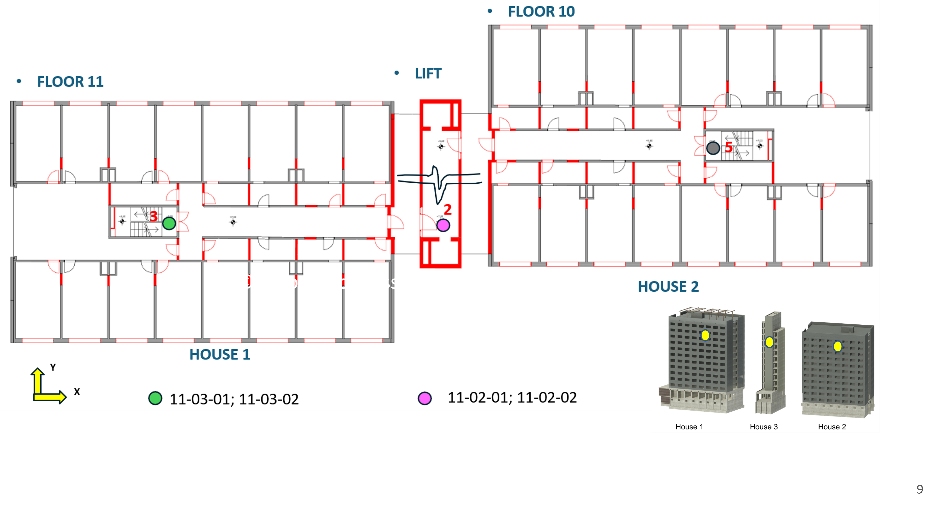 • FLOOR 10
• LIFT
• FLOOR 11
5
2
3
HOUSE 2
HOUSE 1
Y
X
11-03-01; 11-03-02
11-02-01; 11-02-02
House 1
House 3
House 2
9